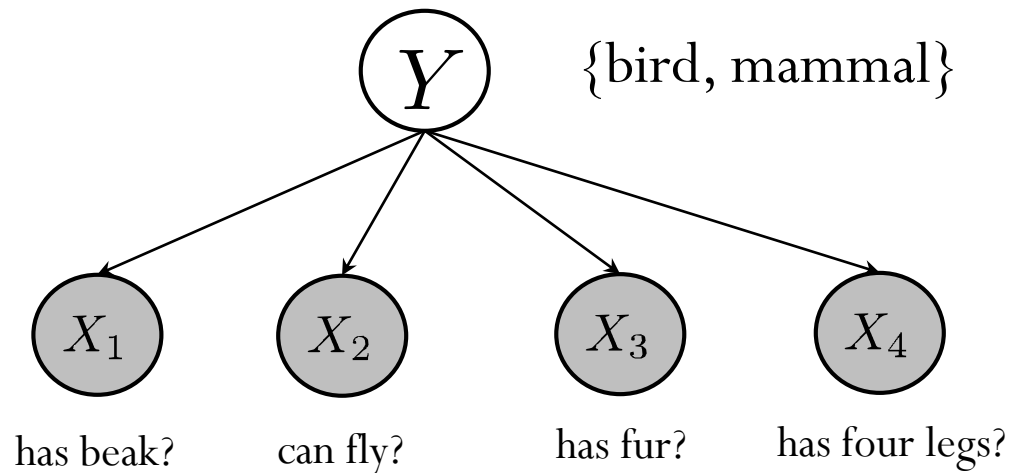 Y {bird, mammal}
X₁ X₂ X₃ X₄
has beak? can fly? has fur? has four legs?